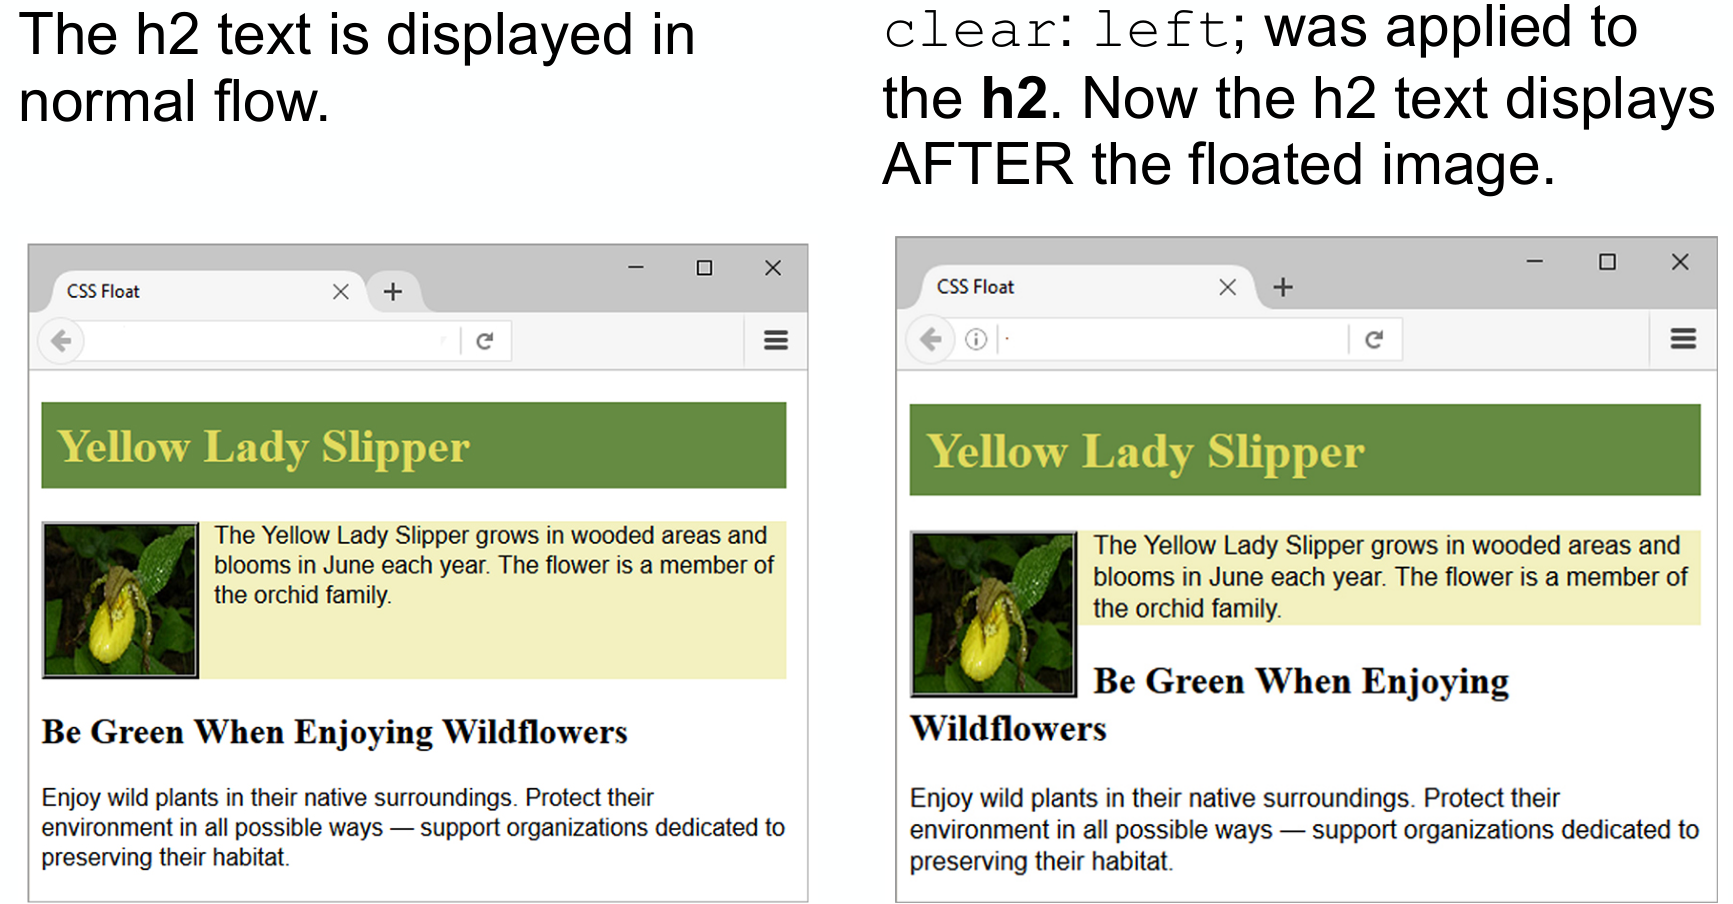 The h2 text is displayed in
normal flow.
clear: left; was applied to
the h2. Now the h2 text displays
AFTER the floated image.
CSS Float
Yellow Lady Slipper
The Yellow Lady Slipper grows in wooded areas and
blooms in June each year. The flower is a member of
the orchid family.
Be Green When Enjoying Wildflowers
Enjoy wild plants in their native surroundings. Protect their
environment in all possible ways — support organizations dedicated to
preserving their habitat.
CSS Float
Yellow Lady Slipper
The Yellow Lady Slipper grows in wooded areas and
blooms in June each year. The flower is a member of
the orchid family.
Be Green When Enjoying
Wildflowers
Enjoy wild plants in their native surroundings. Protect their
environment in all possible ways — support organizations dedicated to
preserving their habitat.